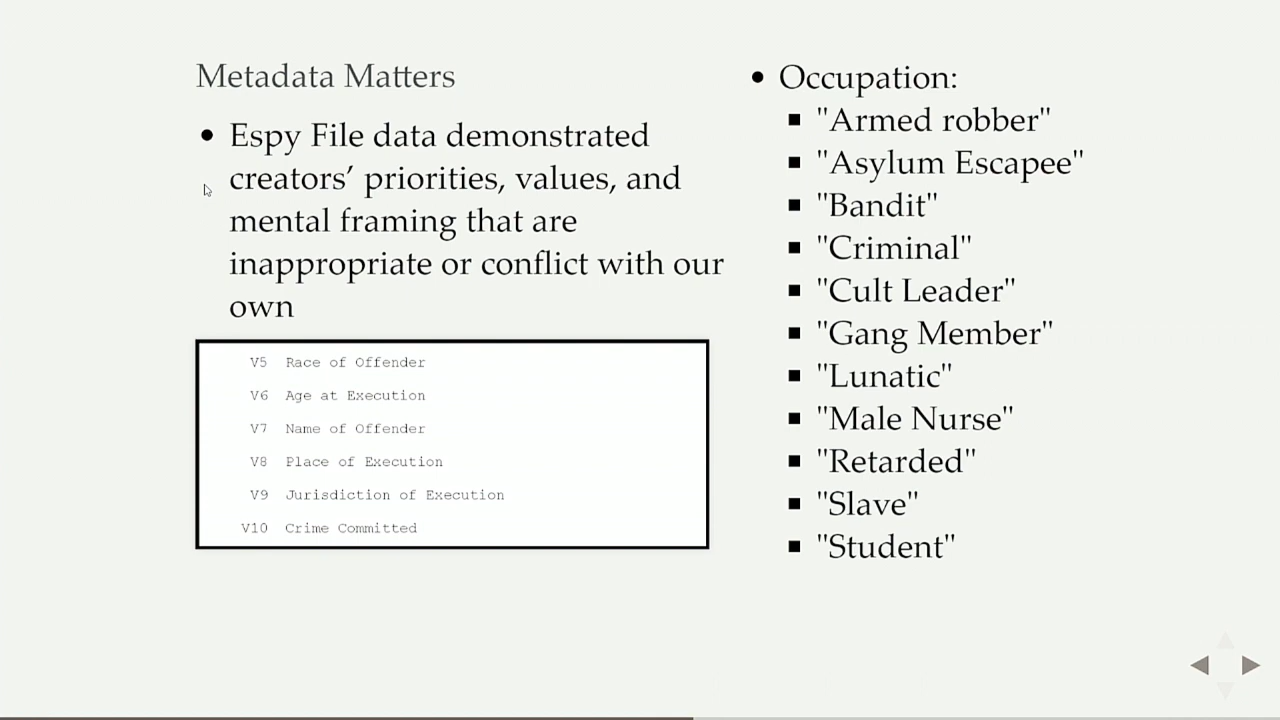 Metadata Matters
• Espy File data demonstrated
creators’ priorities, values, and
mental framing that are
inappropriate or conflict with our
own
V5 Race of Offender
V6 Age at Execution
V7 Name of Offender
V8 Place of Execution
V9 Jurisdiction of Execution
V10 Crime Committed
• Occupation:
▪ "Armed robber"
▪ "Asylum Escapee"
▪ "Bandit"
▪ "Criminal"
▪ "Cult Leader"
▪ "Gang Member"
▪ "Lunatic"
▪ "Male Nurse"
▪ "Retarded"
▪ "Slave"
▪ "Student"